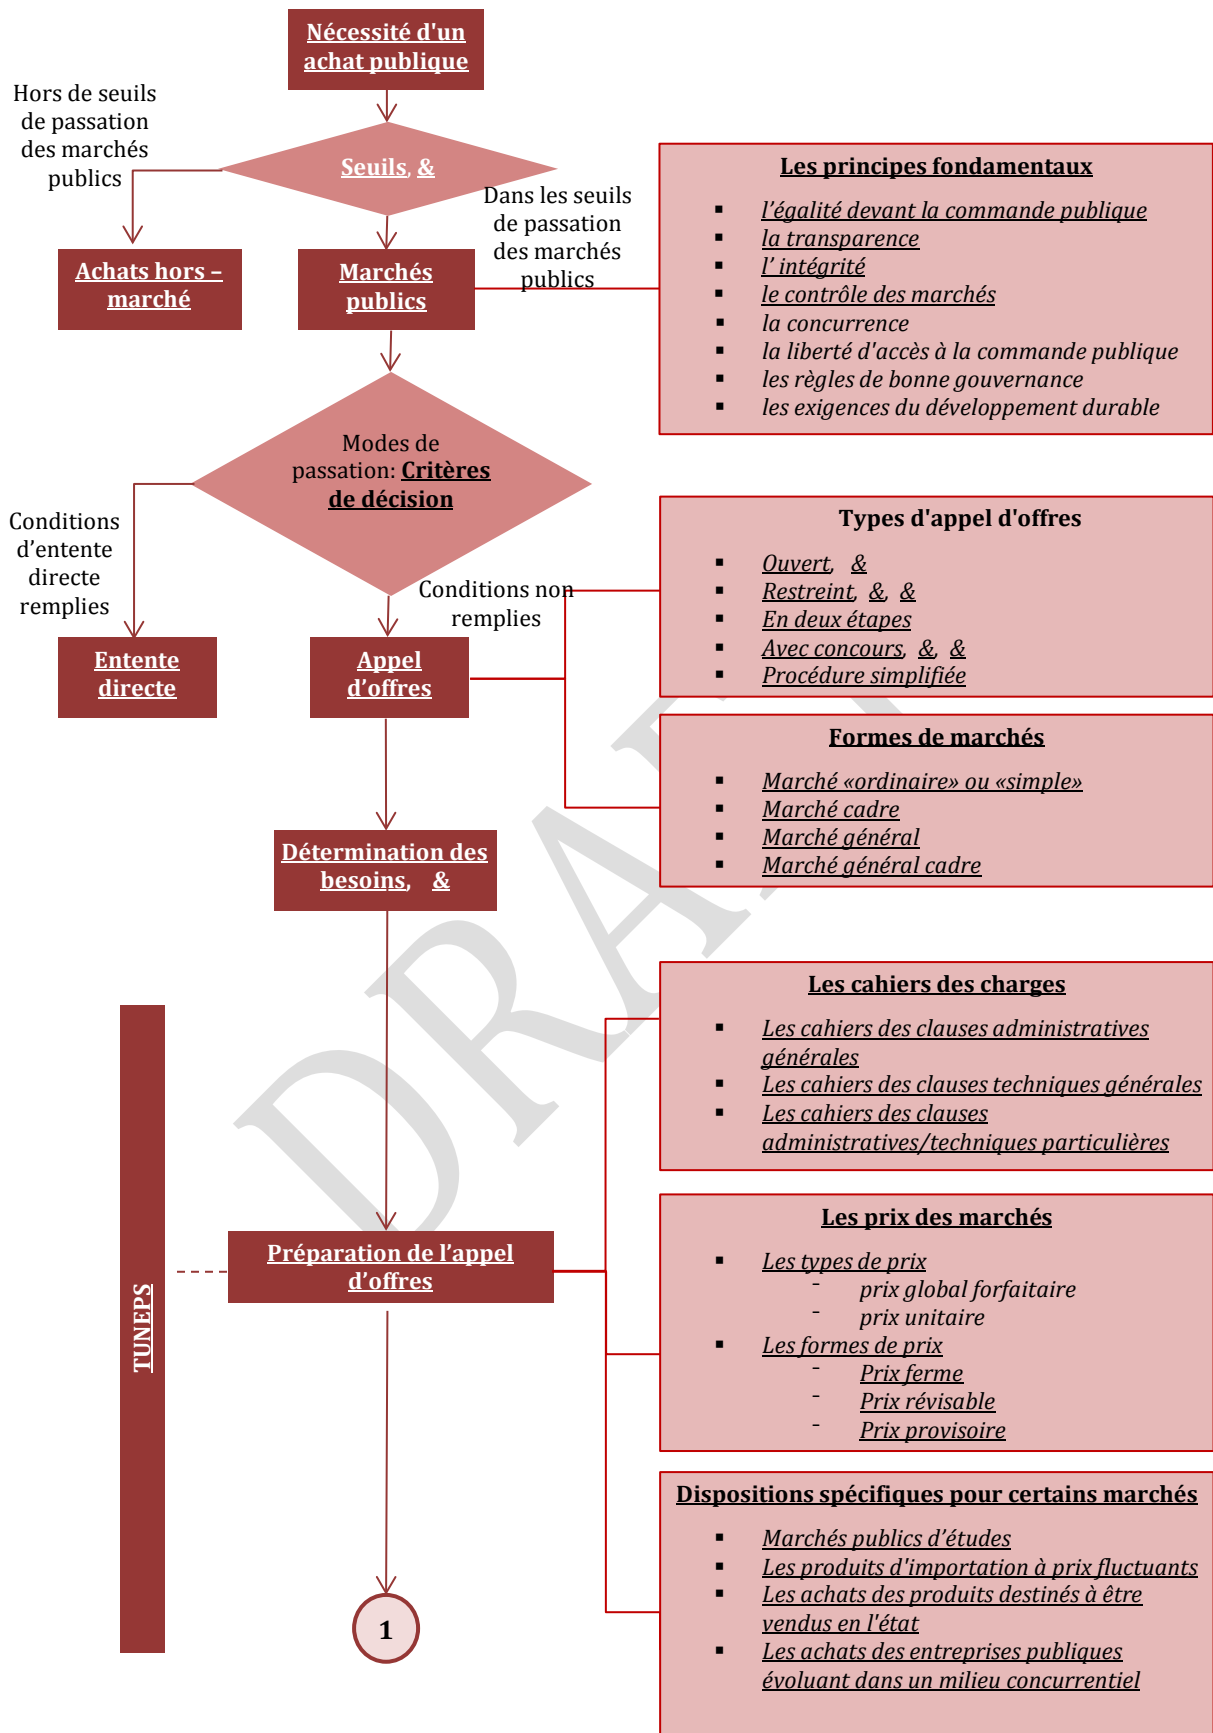 Nécessité d'un
achat publique
Hors de seuils
de passation
des marchés
publics
Seuils, &
Dans les seuils
de passation
des marchés
publics
Achats hors –
marché
Marchés
publics
Les principes fondamentaux
▪ l’égalité devant la commande publique
▪ la transparence
▪ l’ intégrité
▪ le contrôle des marchés
▪ la concurrence
▪ la liberté d'accès à la commande publique
▪ les règles de bonne gouvernance
▪ les exigences du développement durable
Modes de
passation: Critères
de décision
Conditions
d’entente
directe
remplies
Conditions non
remplies
Entente
directe
Appel
d’offres
Types d'appel d'offres
▪ Ouvert, &
▪ Restreint, &, &
▪ En deux étapes
▪ Avec concours, &, &
▪ Procédure simplifiée
Formes de marchés
▪ Marché «ordinaire» ou «simple»
▪ Marché cadre
▪ Marché général
▪ Marché général cadre
Détermination des
besoins, &
DRAFT
Les cahiers des charges
▪ Les cahiers des clauses administratives
générales
▪ Les cahiers des clauses techniques générales
▪ Les cahiers des clauses
administratives/techniques particulières
TUNEPS
Préparation de l’appel
d’offres
Les prix des marchés
▪ Les types de prix
- prix global forfaitaire
- prix unitaire
▪ Les formes de prix
- Prix ferme
- Prix révisable
- Prix provisoire
Dispositions spécifiques pour certains marchés
▪ Marchés publics d’études
▪ Les produits d'importation à prix fluctuants
▪ Les achats des produits destinés à être
vendus en l'état
▪ Les achats des entreprises publiques
évoluant dans un milieu concurrentiel
1